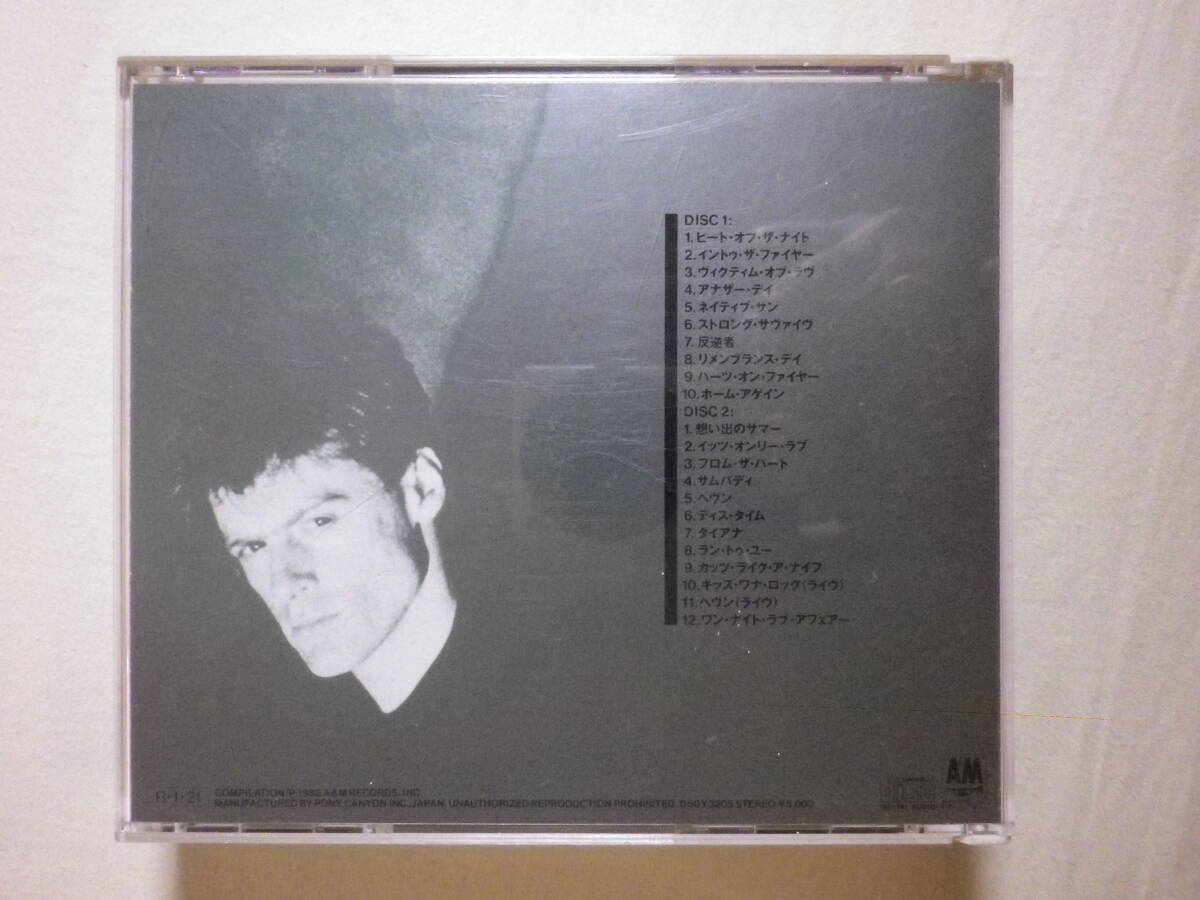 DISC 1:
1.ヒート・オブ・ザ・ナイト
2.イントゥ・ザ・ファイヤー
3.ヴィクティム・オブ・ラヴ
4.アナザー・デイ
5.ネイティブ・サン
6.ストロング・サヴァイヴ
7.反逆者
8.リメンブランス・デイ
9.ハーツ・オン・ファイヤー
10.ホーム・アゲイン
DISC 2:
1.想い出のサマー
2.イッツ・オンリー・ラブ
3.フロム・ザ・ハート
4.サムバディ
5.ヘヴン
6.ディス・タイム
7.ダイアナ
8.ラン・トゥ・ユー
9.カッツ・ライク・ア・ナイフ
10.キッズ・ワナ・ロック(ライヴ)
11.ヘヴン(ライヴ)
12.ワン・ナイト・ラブ・アフェアー
AM
COMPILATION ℗ 1988 A&M RECORDS, INC.
MANUFACTURED BY PONY CANYON INC., JAPAN. UNAUTHORIZED REPRODUCTION PROHIBITED. D50Y3205 STEREO ¥5,000